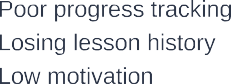 Poor progress tracking
Losing lesson history
Low motivation